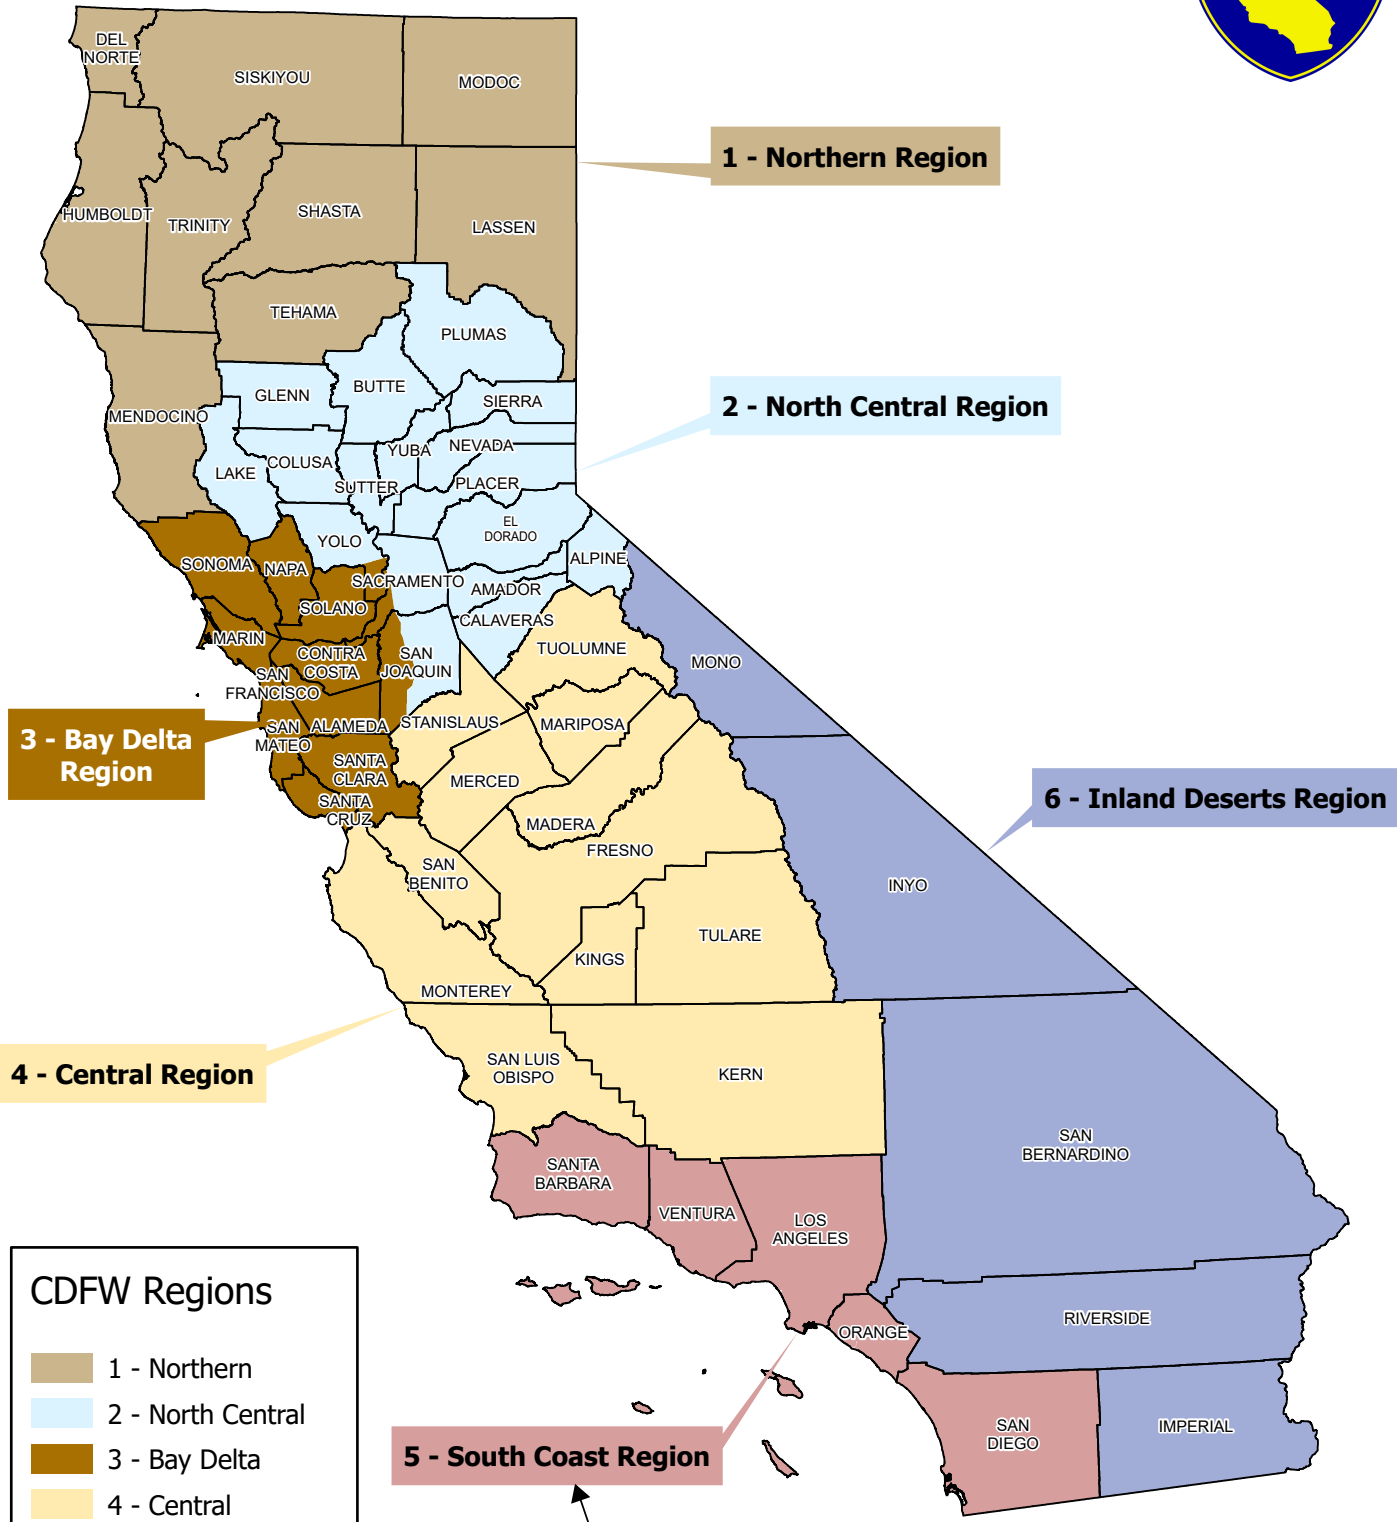 DEL
NORTE
SISKIYOU
MODOC
1 - Northern Region
HUMBOLDT
TRINITY
SHASTA
LASSEN
TEHAMA
PLUMAS
MENDOCINO
GLENN
BUTTE
SIERRA
2 - North Central Region
LAKE
COLUSA
YUBA
NEVADA
SUTTER
PLACER
YOLO
EL
DORADO
ALPINE
SONOMA
NAPA
SACRAMENTO
AMADOR
SOLANO
CALAVERAS
MARIN
CONTRA
COSTA
SAN
JOAQUIN
TUOLUMNE
MONO
SAN
FRANCISCO
3 - Bay Delta
Region
SAN
MATEO
ALAMEDA
STANISLAUS
MARIPOSA
SANTA
CLARA
MERCED
SANTA
CRUZ
MADERA
6 - Inland Deserts Region
FRESNO
SAN
BENITO
INYO
TULARE
KINGS
MONTEREY
4 - Central Region
SAN LUIS
OBISPO
KERN
SAN
BERNARDINO
SANTA
BARBARA
VENTURA
LOS
ANGELES
RIVERSIDE
ORANGE
SAN
DIEGO
IMPERIAL
5 - South Coast Region
CDFW Regions
1 - Northern
2 - North Central
3 - Bay Delta
4 - Central